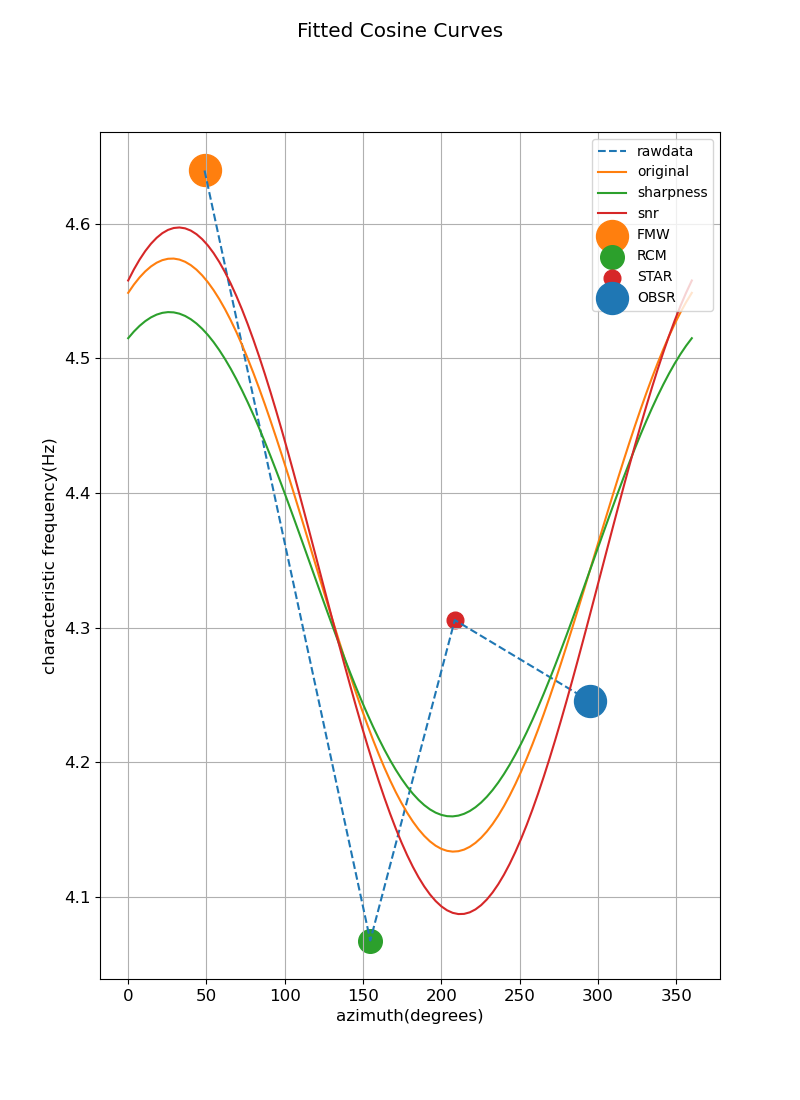 Fitted Cosine Curves
rawdata
original
sharpness
snr
FMW
RCM
STAR
OBSR
4.6
4.5
4.4
4.3
4.2
4.1
characteristic frequency(Hz)
0 50 100 150 200 250 300 350
azimuth(degrees)